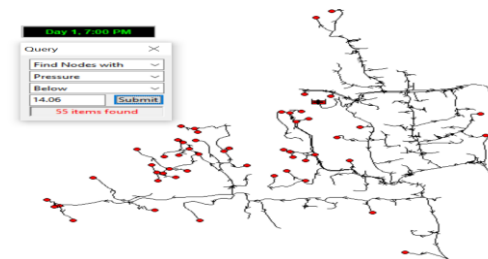 Day 1, 7:00 PM
Query
Find Nodes with
Pressure
Below
14.06 Submit
55 items found